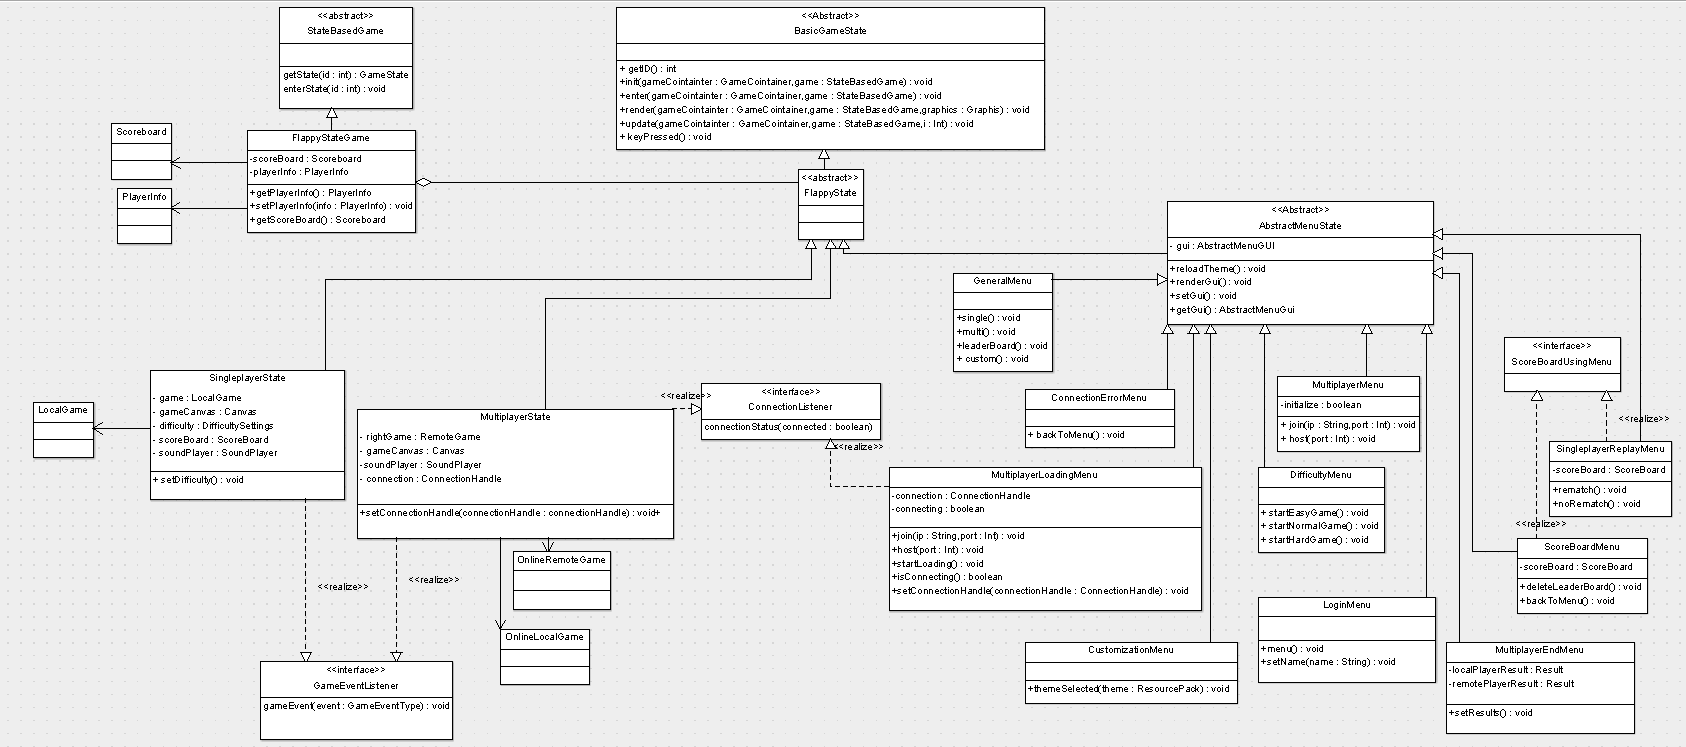 <<abstract>>
StateBasedGame
getState(id : int) : GameState
enterState(id : int) : void
<<Abstract>>
BasicGameState
+ getID() : int
+init(gameCointainter : GameCointainer,game : StateBasedGame) : void
+enter(gameCointainter : GameCointainer,game : StateBasedGame) : void
+render(gameCointainter : GameCointainer,game : StateBasedGame,graphics : Graphis) : void
+update(gameCointainter : GameCointainer,game : StateBasedGame,i : Int) : void
+ keyPressed() : void
Scoreboard
PlayerInfo
FlappyStateGame
-scoreBoard : Scoreboard
-playerInfo : PlayerInfo
+getPlayerInfo() : PlayerInfo
+setPlayerInfo(info : PlayerInfo) : void
+getScoreBoard() : Scoreboard
<<abstract>>
FlappyState
<<Abstract>>
AbstractMenuState
- gui : AbstractMenuGUI
+reloadTheme() : void
+renderGui() : void
+setGui() : void
+getGui() : AbstractMenuGui
GeneralMenu
+single() : void
+multi() : void
+leaderBoard() : void
+ custom() : void
<<interface>>
ScoreBoardUsingMenu
LocalGame
SingleplayerState
- game : LocalGame
- gameCanvas : Canvas
- difficulty : DifficultySettings
- scoreBoard : ScoreBoard
- soundPlayer : SoundPlayer
+ setDifficulty() : void
MultiplayerState
- rightGame : RemoteGame
- gameCanvas : Canvas
-soundPlayer : SoundPlayer
- connection : ConnectionHandle
+setConnectionHandle(connectionHandle : connectionHandle) : void+
<<realize>>
<<interface>>
ConnectionListener
connectionStatus(connected : boolean)
<<realize>>
ConnectionErrorMenu
+ backToMenu() : void
MultiplayerMenu
-initialize : boolean
+ join(ip : String,port : Int) : void
+ host(port : Int) : void
<<realize>>
SingleplayerReplayMenu
-scoreBoard : ScoreBoard
+rematch() : void
+noRematch() : void
MultiplayerLoadingMenu
-connection : ConnectionHandle
-connecting : boolean
+join(ip : String,port : Int) : void
+host(port : Int) : void
+startLoading() : void
+isConnecting() : boolean
+setConnectionHandle(connectionHandle : ConnectionHandle) : void
DifficultyMenu
+ startEasyGame() : void
+ startNormalGame() : void
+ startHardGame() : void
<<realize>>
ScoreBoardMenu
-scoreBoard : ScoreBoard
+deleteLeaderBoard() : void
+backToMenu() : void
OnlineRemoteGame
<<realize>>
<<realize>>
OnlineLocalGame
<<interface>>
GameEventListener
gameEvent(event : GameEventType) : void
CustomizationMenu
+themeSelected(theme : ResourcePack) : void
LoginMenu
+menu() : void
+setName(name : String) : void
MultiplayerEndMenu
-localPlayerResult : Result
-remotePlayerResult : Result
+setResults() : void